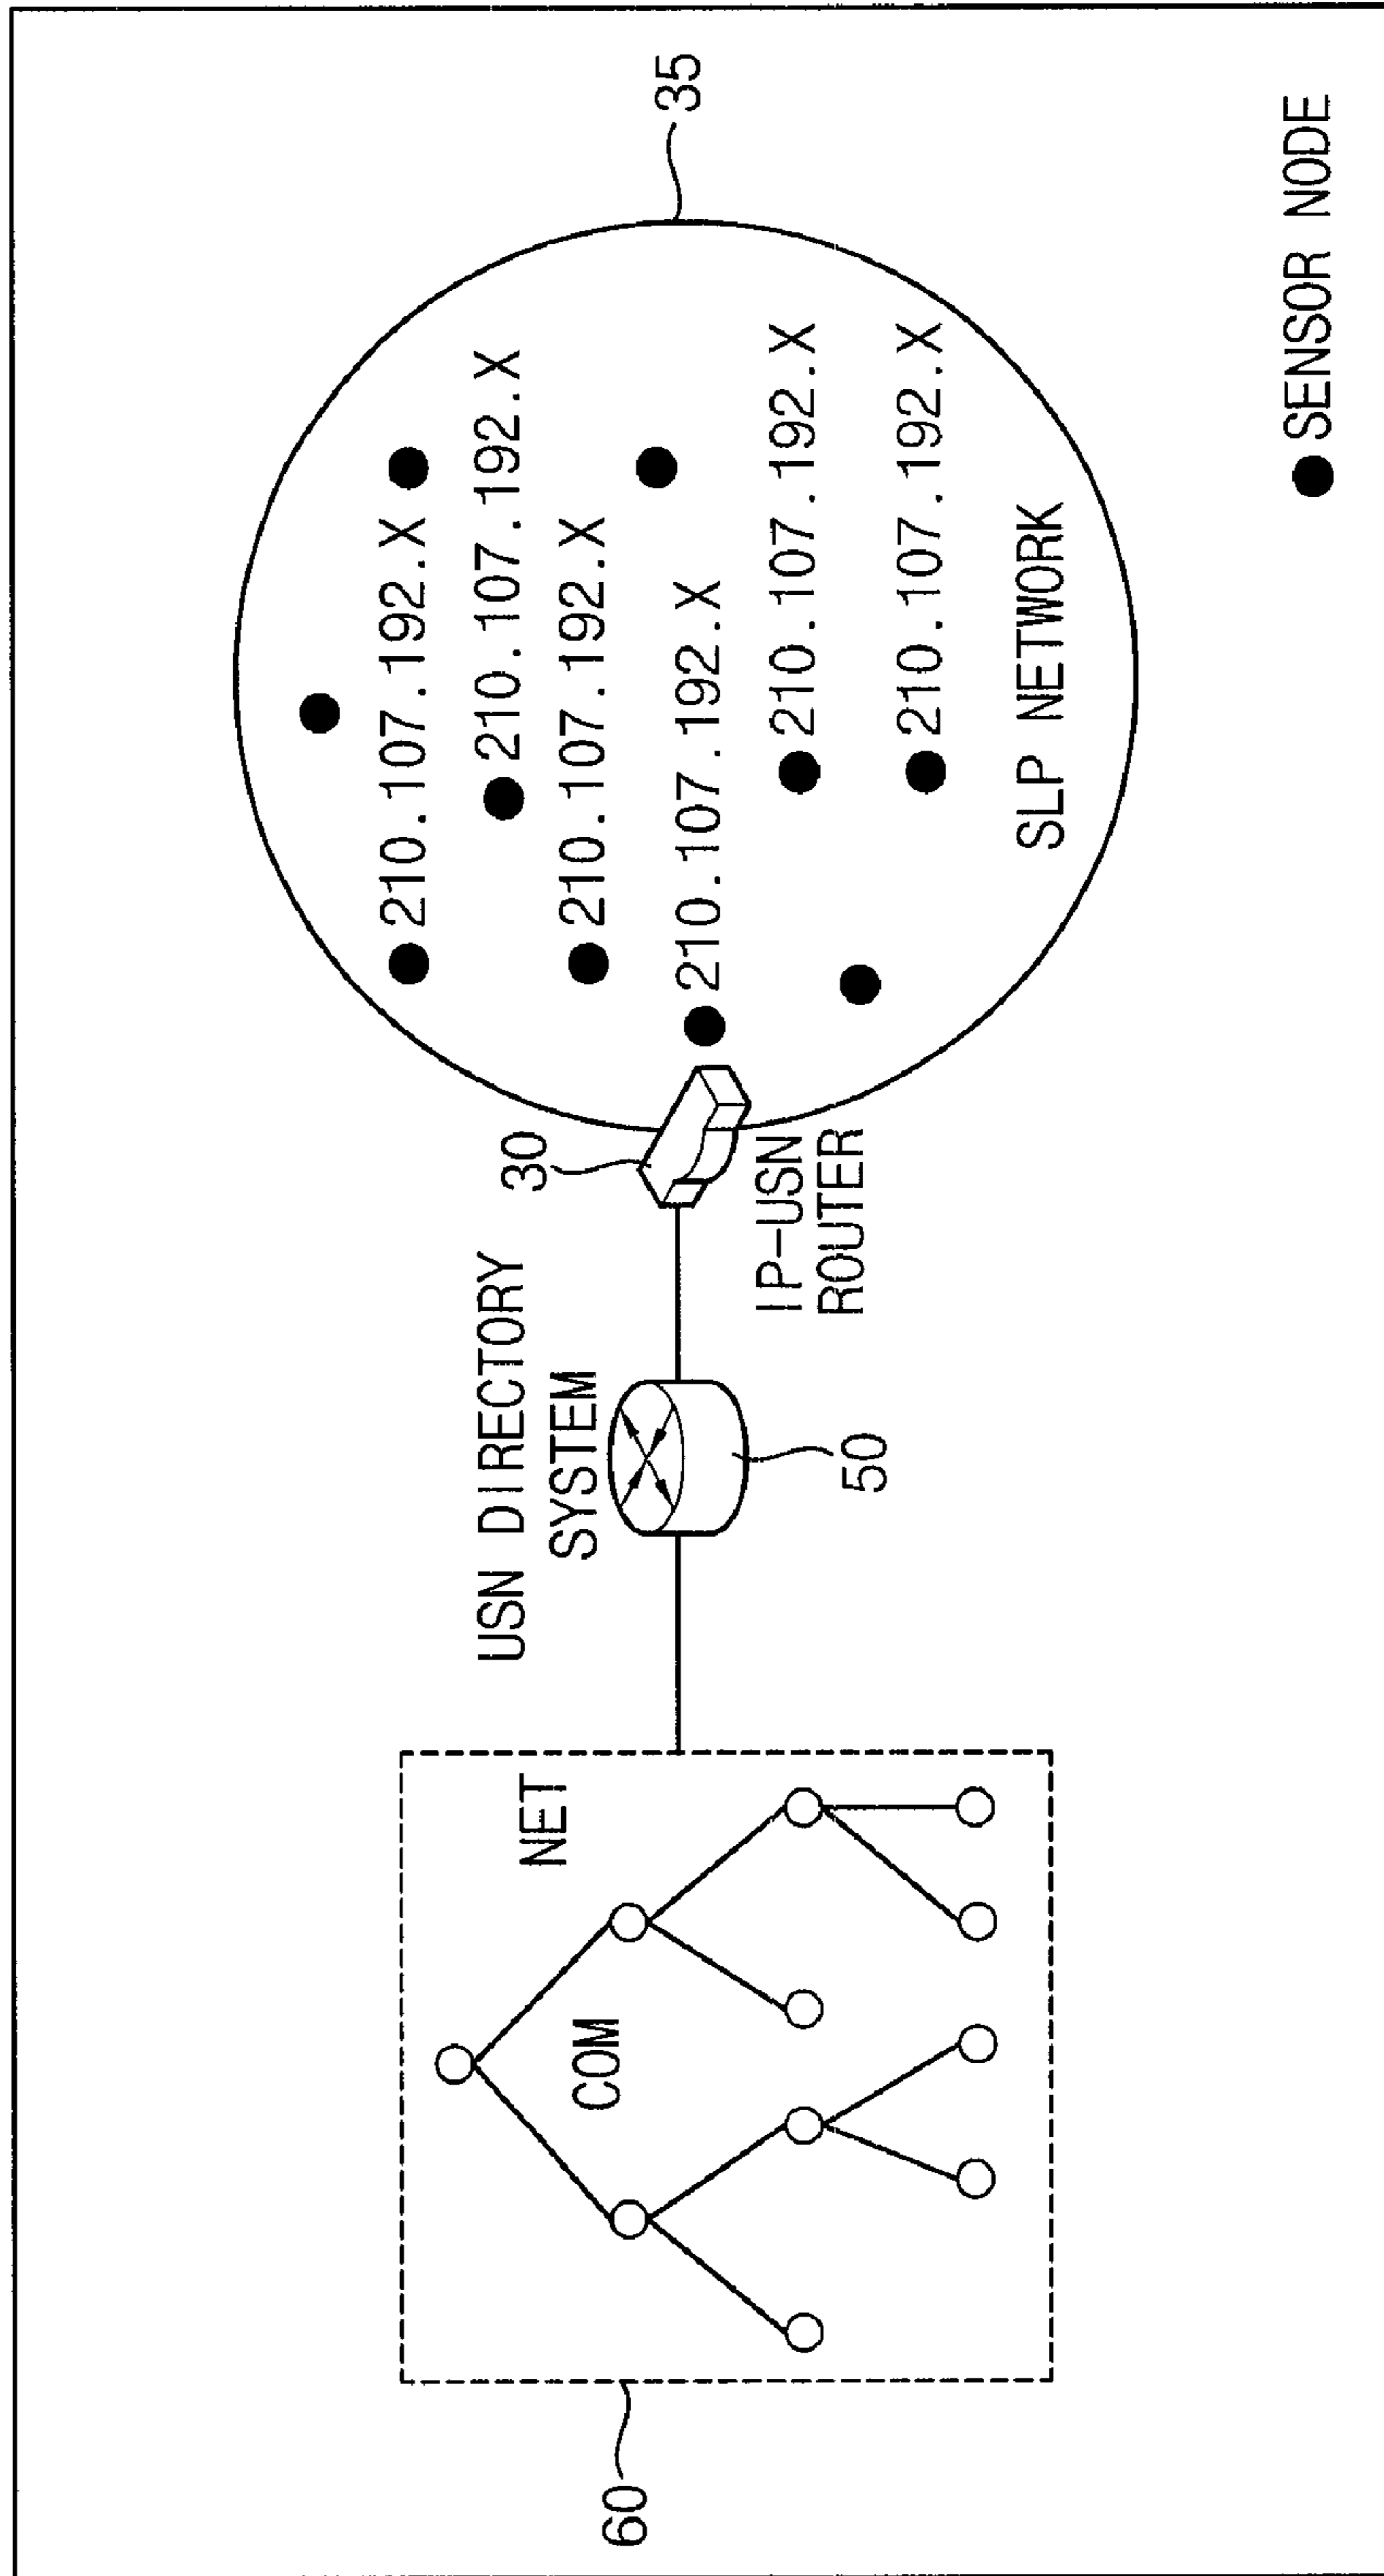 60
COM
NET
USN DIRECTORY
SYSTEM
50
30
IP-USN
ROUTER
210.107.192.X
210.107.192.X
210.107.192.X
210.107.192.X
210.107.192.X
210.107.192.X
SLP NETWORK
35
SENSOR NODE